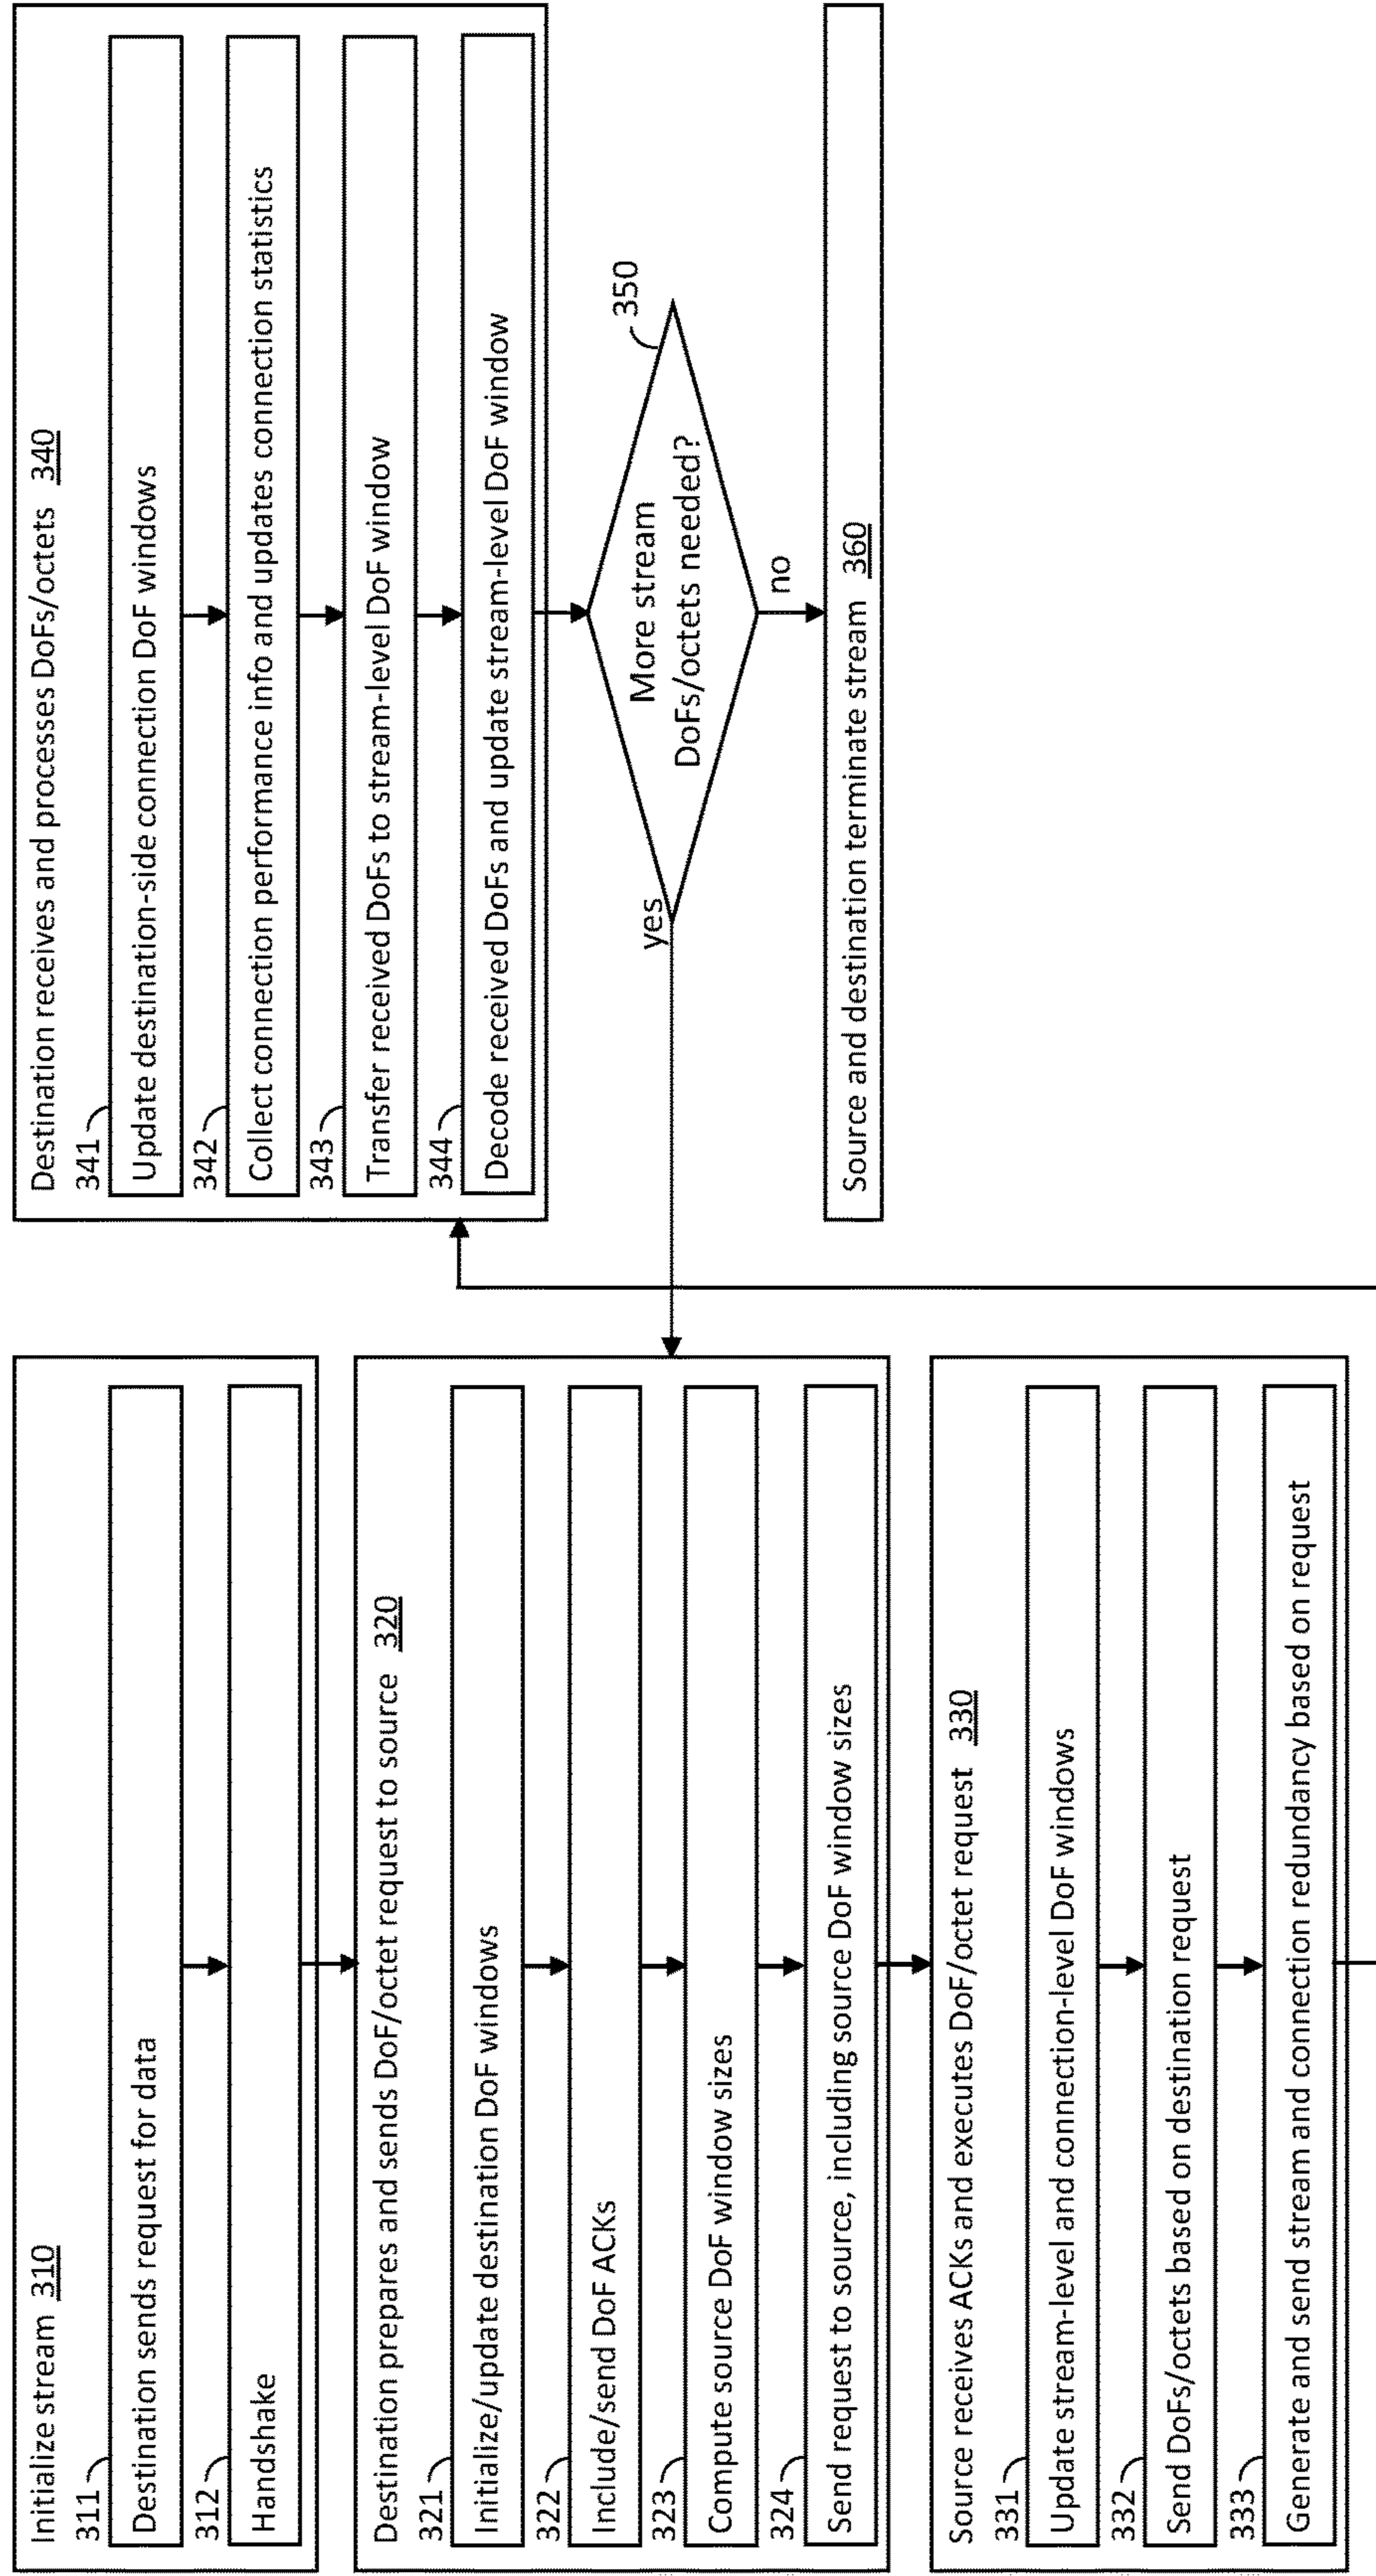 Initialize stream 310
311
Destination sends request for data
312
Handshake
Destination prepares and sends DoF/octet request to source 320
321
Initialize/update destination DoF windows
322
Include/send DoF ACKs
323
Compute source DoF window sizes
324
Send request to source, including source DoF window sizes
Source receives ACKs and executes DoF/octet request 330
331
Update stream-level and connection-level DoF windows
332
Send DoFs/octets based on destination request
333
Generate and send stream and connection redundancy based on request
Destination receives and processes DoFs/octets 340
341
Update destination-side connection DoF windows
342
Collect connection performance info and updates connection statistics
343
Transfer received DoFs to stream-level DoF window
344
Decode received DoFs and update stream-level DoF window
350
yes
More stream
DoFs/octets needed?
no
Source and destination terminate stream 360